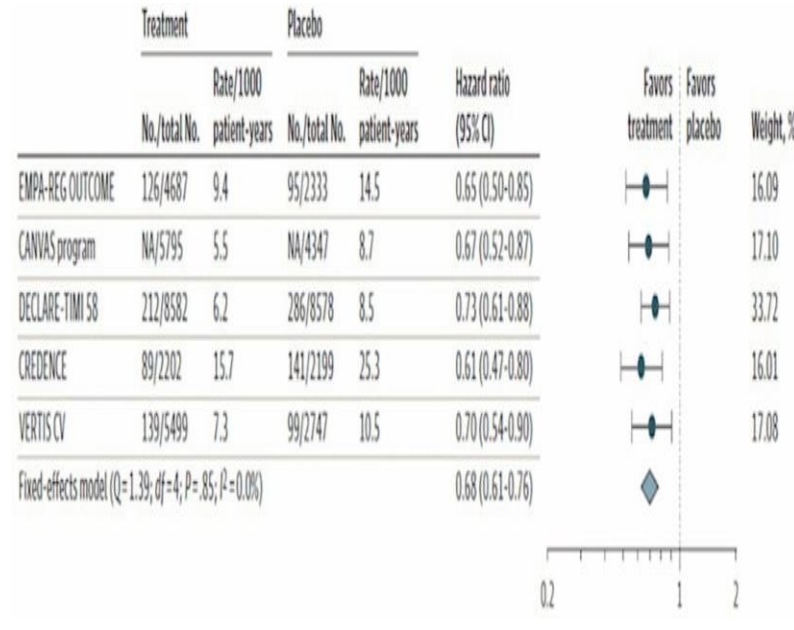 Treatment Placebo
Rate/1000 Rate/1000 Hazard ratio Favors Favors
No./total No. patient-years No./total No. patient-years (95% CI) treatment placebo Weight, %
EMPA-REG OUTCOME 126/4687 9.4 95/2333 14.5 0.65 (0.50-0.85) 16.09
CANVAS program NA/5795 5.5 NA/4347 8.7 0.67 (0.52-0.87) 17.10
DECLARE-TIMI 58 212/8582 6.2 286/8578 8.5 0.73 (0.61-0.88) 33.72
CREDENCE 89/2202 15.7 141/2199 25.3 0.61 (0.47-0.80) 16.01
VERTIS CV 139/5499 7.3 99/2747 10.5 0.70 (0.54-0.90) 17.08
Fixed-effects model (Q=1.39; df=4; P=.85; I²=0.0%) 0.68 (0.61-0.76)
0.2 1 2